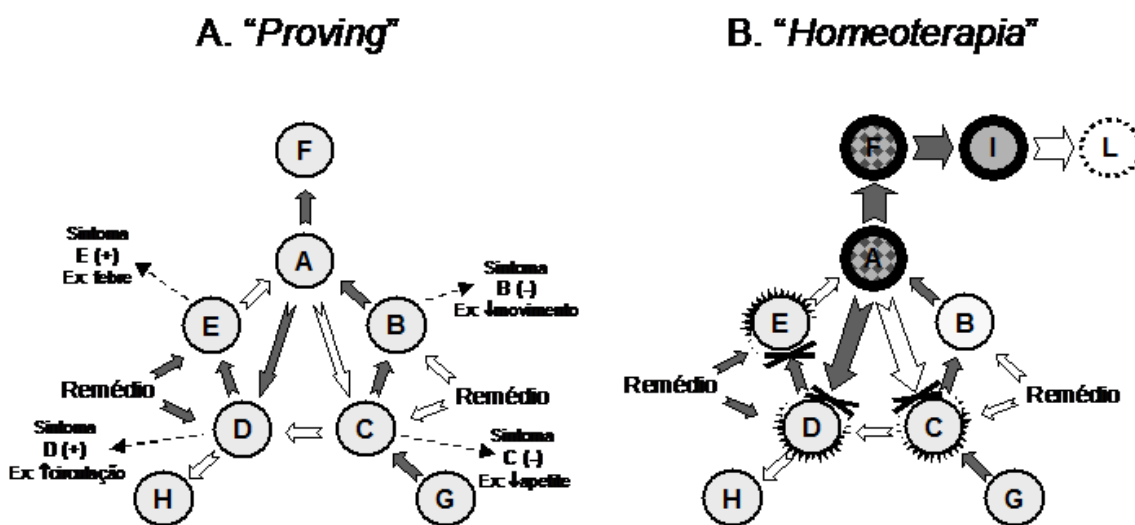 A. "Proving"
F
A
Sintoma
E (+)
Ex: febre
Sintoma
B (-)
Ex: ↓movimento
E
B
Remédio
Remédio
D
C
Sintoma
D (+)
Ex: ↑circulação
Sintoma
C (-)
Ex: ↓apetite
H
G
B. "Homeoterapia"
F
I
L
A
E
B
Remédio
Remédio
D
C
H
G